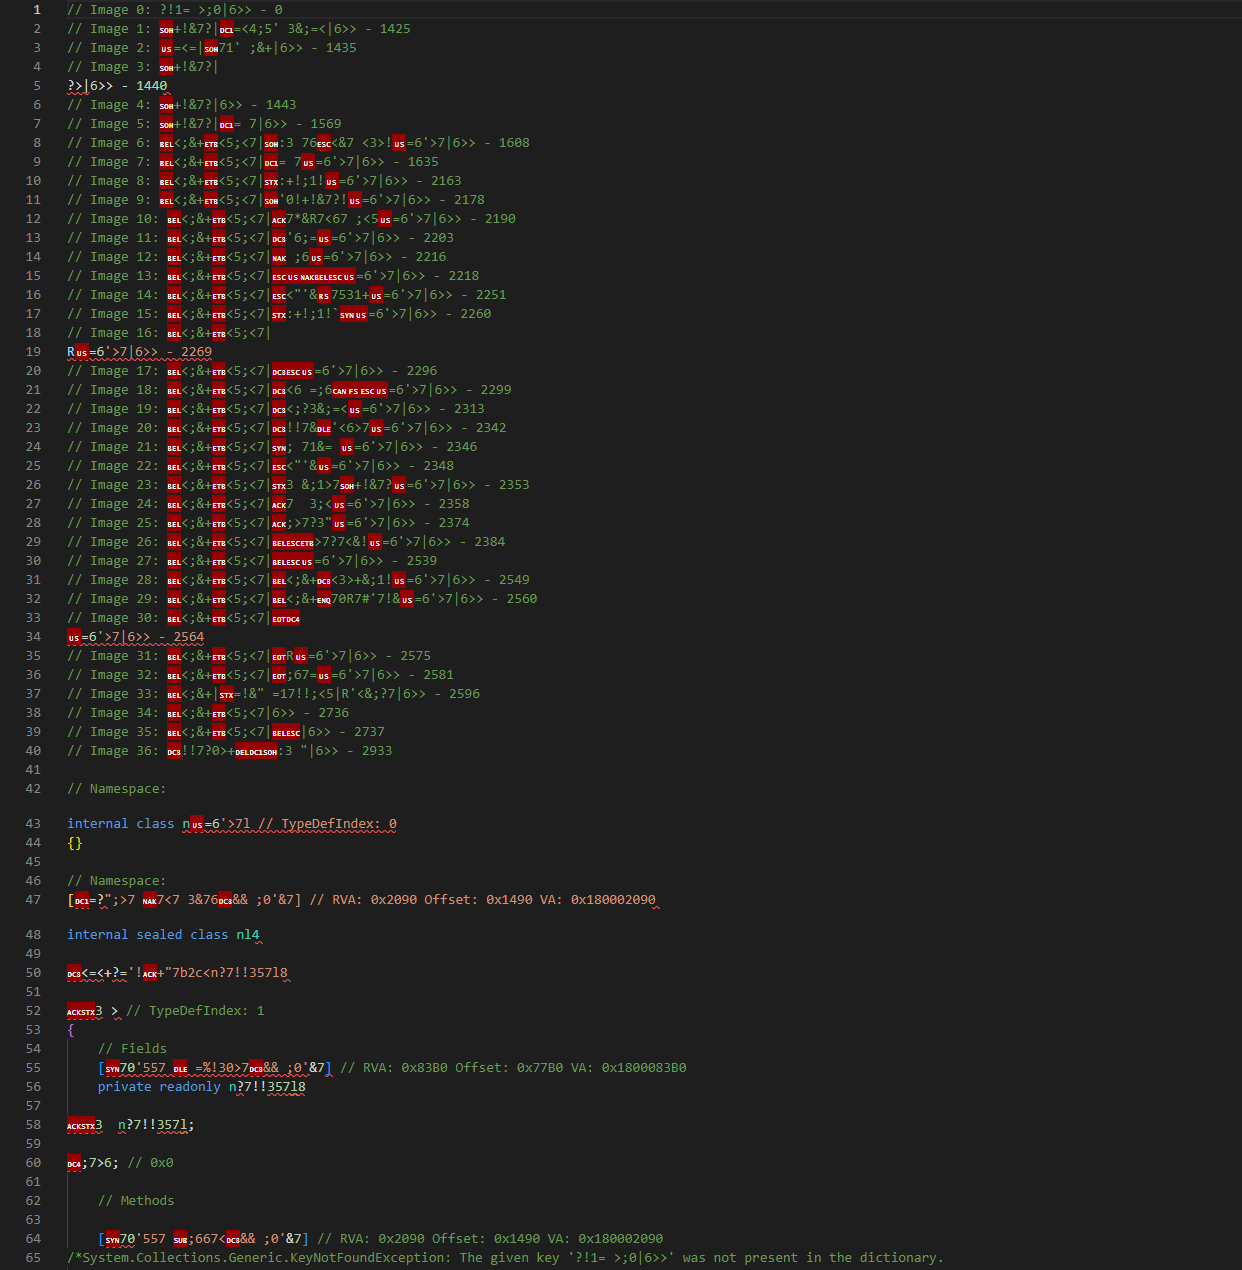 1 // Image 0: ?!1= >;0|6>> - 0
2 // Image 1: SOH+!&7?|DC1=<4;5' 3&;=<|6>> - 1425
3 // Image 2: US=<=|SOH71' ;&+|6>> - 1435
4 // Image 3: SOH+!&7?|
5 ?>|6>> - 1440
6 // Image 4: SOH+!&7?|6>> - 1443
7 // Image 5: SOH+!&7?|DC1= 7|6>> - 1569
8 // Image 6: BEL<;&+ETB<5;<7|SOH:3 76ESC<&7 <3>!US=6'>7|6>> - 1608
9 // Image 7: BEL<;&+ETB<5;<7|DC1= 7US=6'>7|6>> - 1635
10 // Image 8: BEL<;&+ETB<5;<7|STX:+!;1!US=6'>7|6>> - 2163
11 // Image 9: BEL<;&+ETB<5;<7|SOH'0!+!&7?!US=6'>7|6>> - 2178
12 // Image 10: BEL<;&+ETB<5;<7|ACK7*&R7<67 ;<5US=6'>7|6>> - 2190
13 // Image 11: BEL<;&+ETB<5;<7|DC3'6;=US=6'>7|6>> - 2203
14 // Image 12: BEL<;&+ETB<5;<7|NAK ;6US=6'>7|6>> - 2216
15 // Image 13: BEL<;&+ETB<5;<7|ESCUSNAKBELESCUS=6'>7|6>> - 2218
16 // Image 14: BEL<;&+ETB<5;<7|ESC<"'&RS7531+US=6'>7|6>> - 2251
17 // Image 15: BEL<;&+ETB<5;<7|STX:+!;1!`SYNUS=6'>7|6>> - 2260
18 // Image 16: BEL<;&+ETB<5;<7|
19 RUS=6'>7|6>> - 2269
20 // Image 17: BEL<;&+ETB<5;<7|DC3ESCUS=6'>7|6>> - 2296
21 // Image 18: BEL<;&+ETB<5;<7|DC3<6 =;6CANFSESCUS=6'>7|6>> - 2299
22 // Image 19: BEL<;&+ETB<5;<7|DC3<;?3&;=<US=6'>7|6>> - 2313
23 // Image 20: BEL<;&+ETB<5;<7|DC3!!7&DLE'<6>7US=6'>7|6>> - 2342
24 // Image 21: BEL<;&+ETB<5;<7|SYN; 71&= US=6'>7|6>> - 2346
25 // Image 22: BEL<;&+ETB<5;<7|ESC<"'&US=6'>7|6>> - 2348
26 // Image 23: BEL<;&+ETB<5;<7|STX3 &;1>7SOH+!&7?US=6'>7|6>> - 2353
27 // Image 24: BEL<;&+ETB<5;<7|ACK7  3;<US=6'>7|6>> - 2358
28 // Image 25: BEL<;&+ETB<5;<7|ACK;>7?3"US=6'>7|6>> - 2374
29 // Image 26: BEL<;&+ETB<5;<7|BELESCETB>7?7<&!US=6'>7|6>> - 2384
30 // Image 27: BEL<;&+ETB<5;<7|BELESCUS=6'>7|6>> - 2539
31 // Image 28: BEL<;&+ETB<5;<7|BEL<;&+DC3<3>+&;1!US=6'>7|6>> - 2549
32 // Image 29: BEL<;&+ETB<5;<7|BEL<;&+ENQ70R7#'7!&US=6'>7|6>> - 2560
33 // Image 30: BEL<;&+ETB<5;<7|EOTDC4
34 US=6'>7|6>> - 2564
35 // Image 31: BEL<;&+ETB<5;<7|EOTRUS=6'>7|6>> - 2575
36 // Image 32: BEL<;&+ETB<5;<7|EOT;67=US=6'>7|6>> - 2581
37 // Image 33: BEL<;&+|STX=!&" =17!!;<5|R'<&;?7|6>> - 2596
38 // Image 34: BEL<;&+ETB<5;<7|6>> - 2736
39 // Image 35: BEL<;&+ETB<5;<7|BELESC|6>> - 2737
40 // Image 36: DC3!!7?0>+DELDC1SOH:3 "|6>> - 2933
41
42 // Namespace:
43 internal class nUS=6'>7l // TypeDefIndex: 0
44 {}
45
46 // Namespace:
47 [DC1=?";>7 NAK7<7 3&76DC3&& ;0'&7] // RVA: 0x2090 Offset: 0x1490 VA: 0x180002090
48 internal sealed class nl4
49
50 DC3<=<+?='!ACK+"7b2c<n?7!!357l8
51
52 ACKSTX3 > // TypeDefIndex: 1
53 {
54 // Fields
55 [SYN70'557 DLE =%!30>7DC3&& ;0'&7] // RVA: 0x83B0 Offset: 0x77B0 VA: 0x1800083B0
56 private readonly n?7!!357l8
57
58 ACKSTX3  n?7!!357l;
59
60 DC4;7>6; // 0x0
61
62 // Methods
63
64 [SYN70'557 SUB;667<DC3&& ;0'&7] // RVA: 0x2090 Offset: 0x1490 VA: 0x180002090
65 /*System.Collections.Generic.KeyNotFoundException: The given key '?!1= >;0|6>>' was not present in the dictionary.